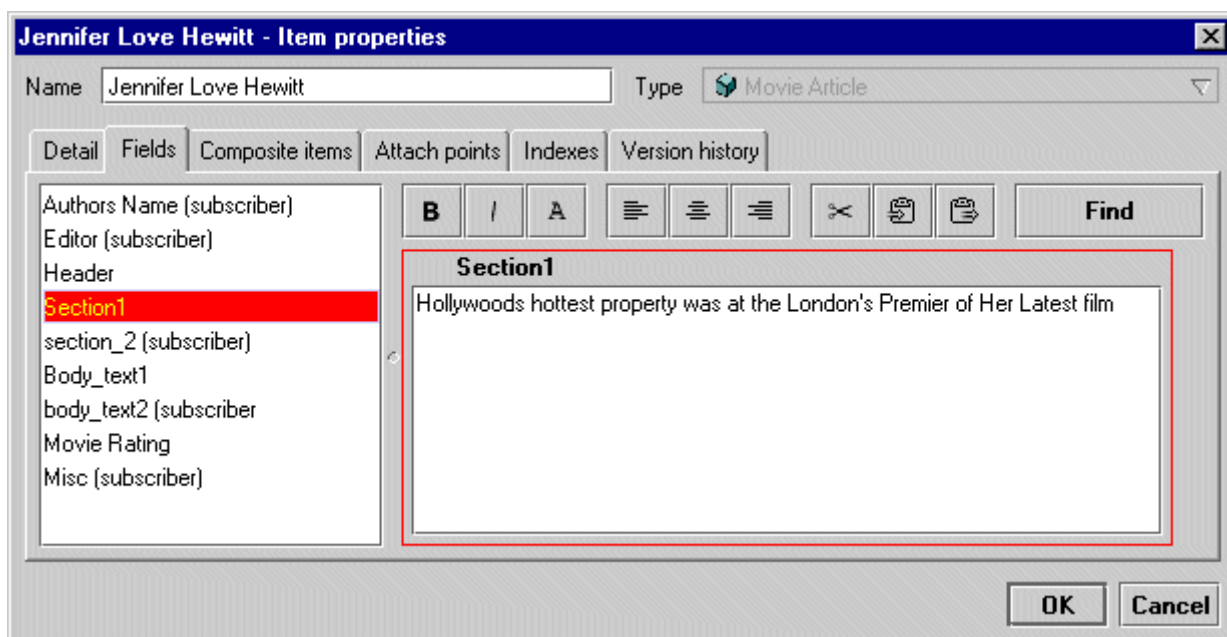 Jennifer Love Hewitt - Item properties
Name Jennifer Love Hewitt Type Movie Article
Detail Fields Composite items Attach points Indexes Version history
Authors Name (subscriber)
Editor (subscriber)
Header
Section1
section_2 (subscriber)
Body_text1
body_text2 (subscriber
Movie Rating
Misc (subscriber)
B I A Find
Section1
Hollywoods hottest property was at the London's Premier of Her Latest film
OK Cancel